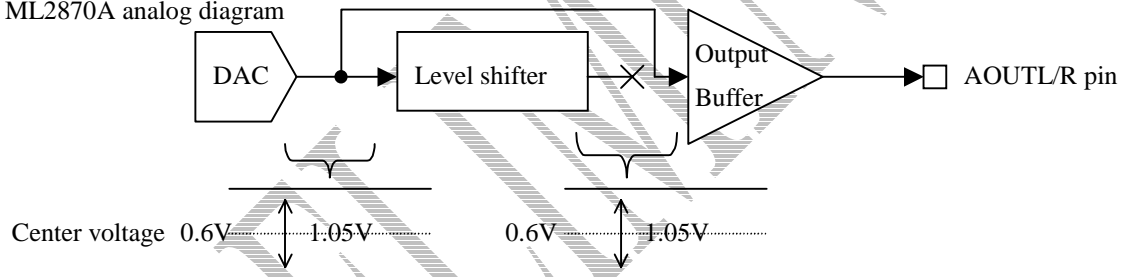 ML2870A analog diagram
DAC
Level shifter
Output
Buffer
AOUTL/R pin
Center voltage 0.6V 1.05V 0.6V 1.05V